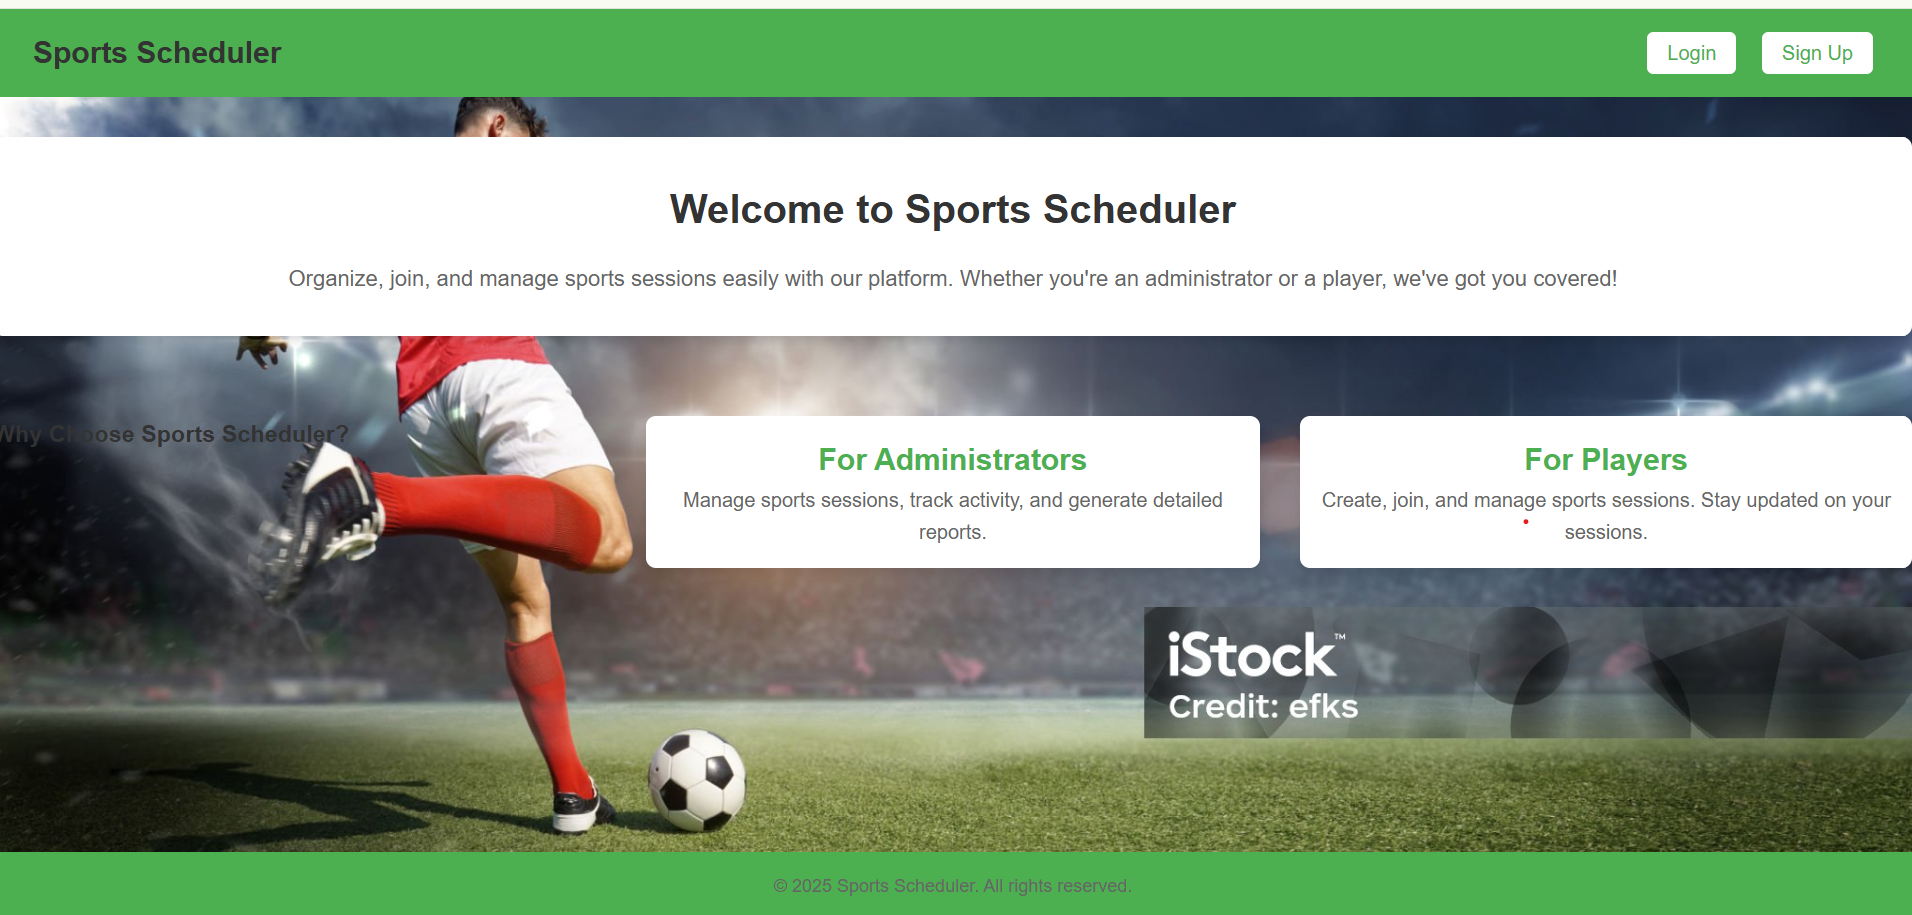 Sports Scheduler
Login
Sign Up
Welcome to Sports Scheduler
Organize, join, and manage sports sessions easily with our platform. Whether you're an administrator or a player, we've got you covered!
Why Choose Sports Scheduler?
For Administrators
Manage sports sessions, track activity, and generate detailed
reports.
For Players
Create, join, and manage sports sessions. Stay updated on your
sessions.
iStock™
Credit: efks
© 2025 Sports Scheduler. All rights reserved.